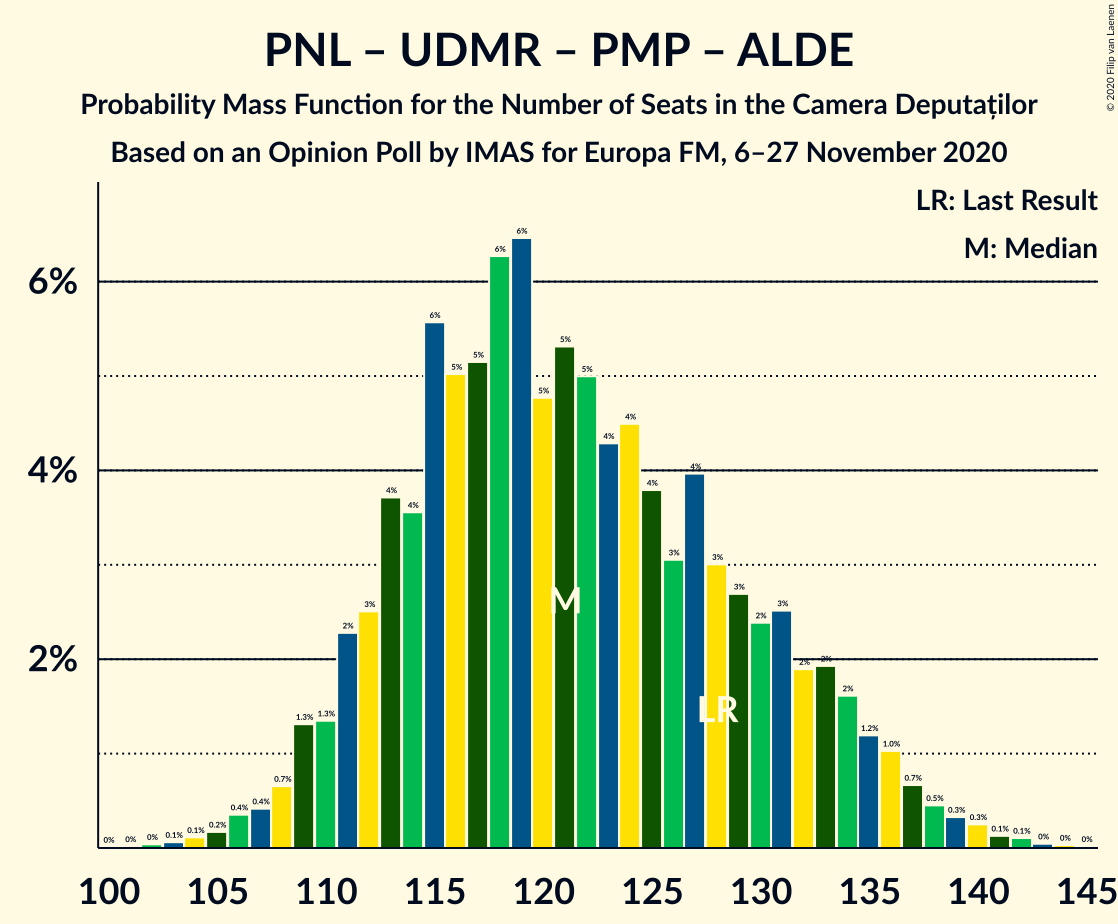 PNL – UDMR – PMP – ALDE
Probability Mass Function for the Number of Seats in the Camera Deputaților
Based on an Opinion Poll by IMAS for Europa FM, 6–27 November 2020
© 2020 Filip van Laenen
LR: Last Result
M: Median
6%
4%
2%
0% 0% 0% 0.1% 0.1% 0.2% 0.4% 0.4% 0.7% 1.3% 1.3% 2% 3% 4% 4% 6% 5% 5% 6% 6% 5% 5% 5% 4% 4% 4% 3% 4% 3% 3% 2% 3% 2% 2% 2% 1.2% 1.0% 0.7% 0.5% 0.3% 0.3% 0.1% 0.1% 0% 0% 0%
M
LR
100 105 110 115 120 125 130 135 140 145